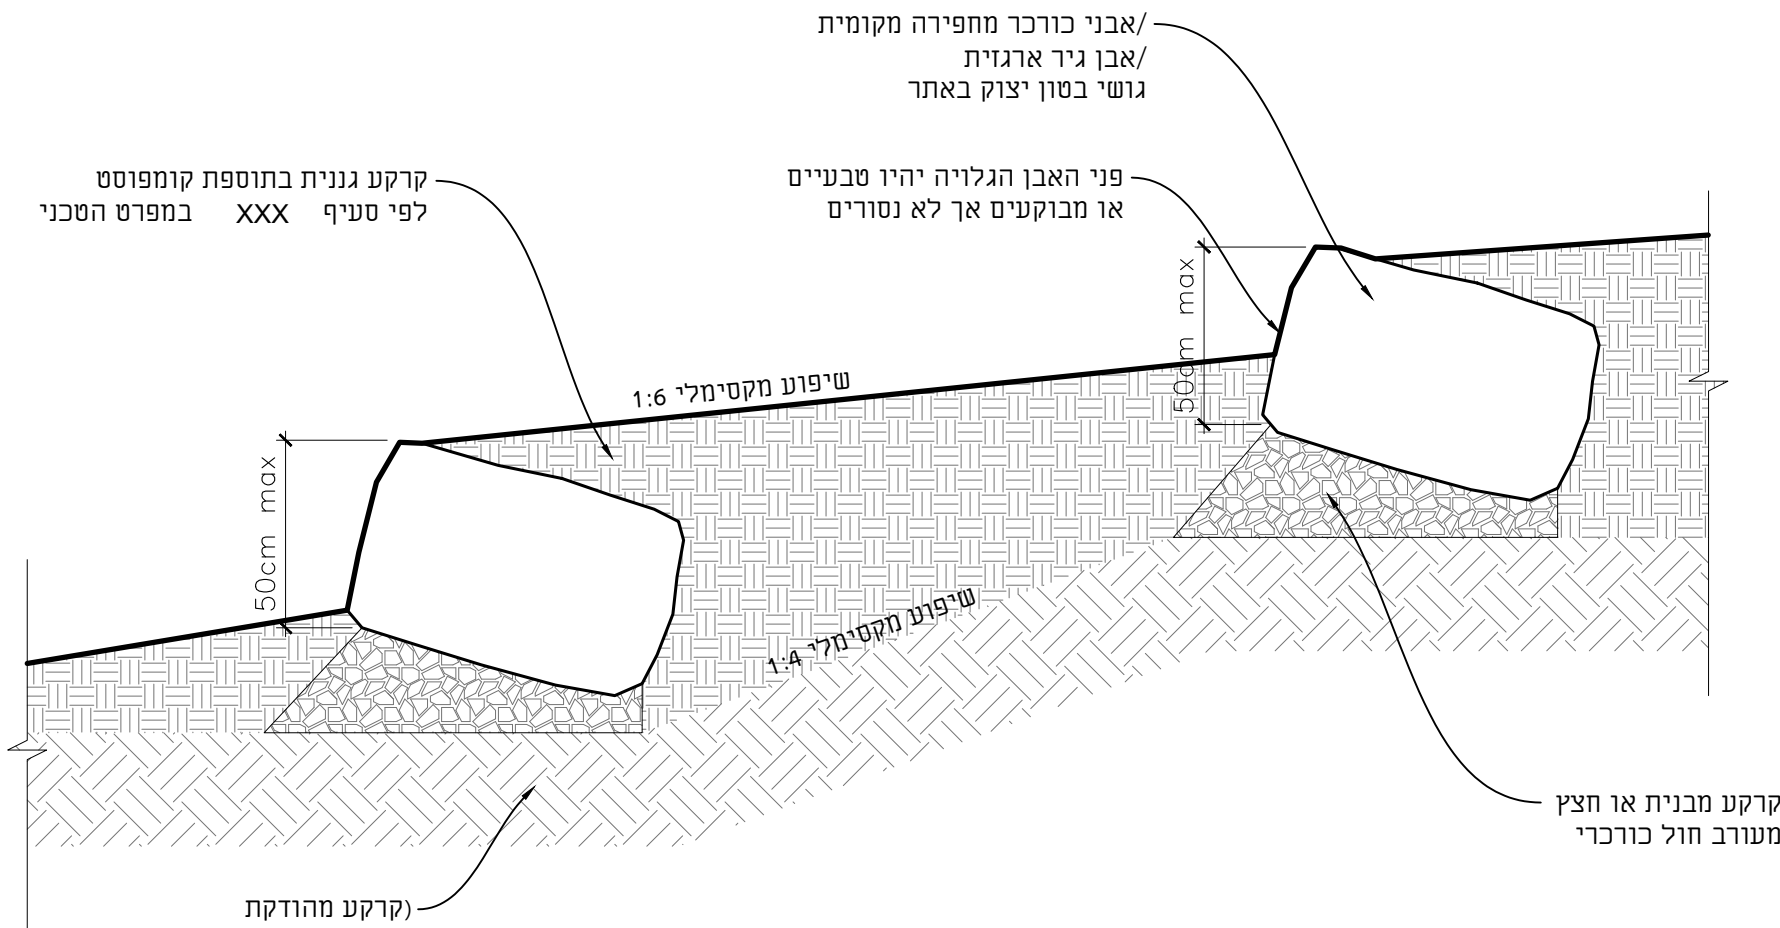 אבני כורכר מחפירה מקומית/
אבן גיר ארגזית/
גושי בטון יצוק באתר
פני האבן הגלויה יהיו טבעיים
או מבוקעים אך לא נסורים
קרקע גננית בתוספת קומפוסט
לפי סעיף XXX במפרט הטכני
50cm max
שיפוע מקסימלי 1:6
50cm max
שיפוע מקסימלי 1:4
קרקע מבנית או חצץ
מעורב חול כורכרי
(קרקע מהודקת